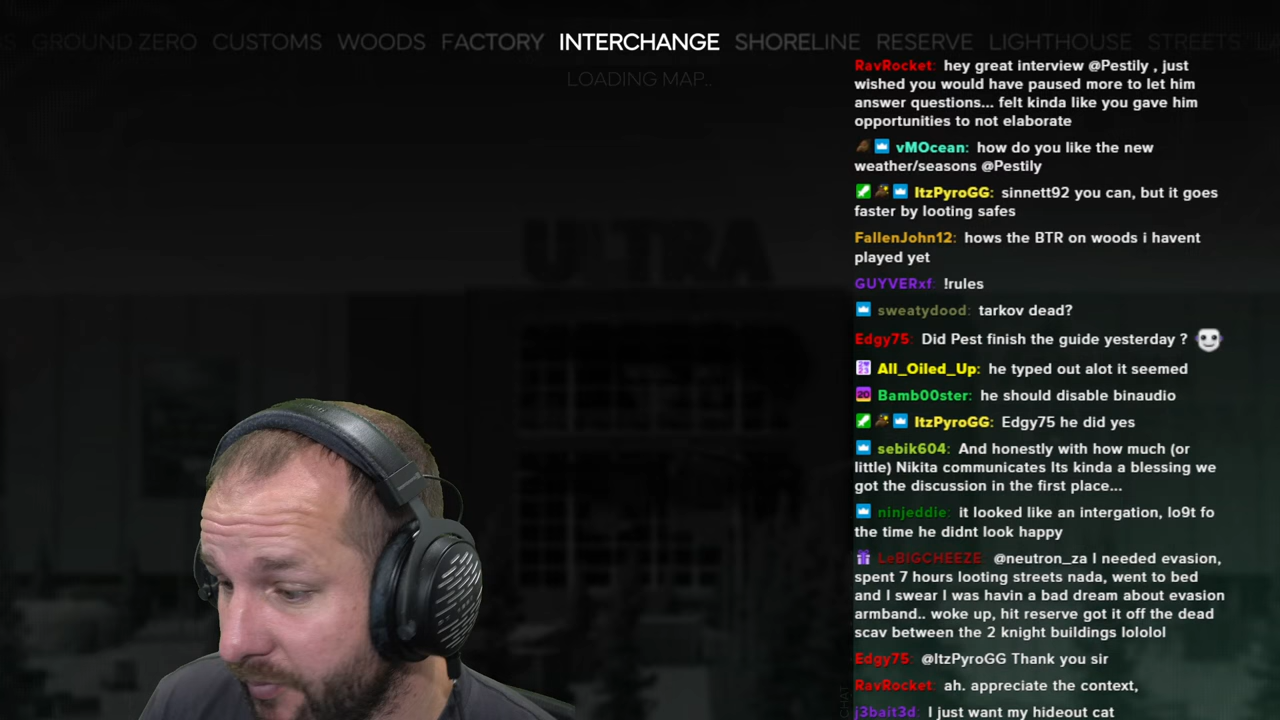 S GROUND ZERO CUSTOMS WOODS FACTORY INTERCHANGE SHORELINE RESERVE LIGHTHOUSE STREETS LA
LOADING MAP..
ULTRA
RavRocket: hey great interview @Pestily , just
wished you would have paused more to let him
answer questions... felt kinda like you gave him
opportunities to not elaborate
vMOcean: how do you like the new
weather/seasons @Pestily
ItzPyroGG: sinnett92 you can, but it goes
faster by looting safes
FallenJohn12: hows the BTR on woods i havent
played yet
GUYVERxf: !rules
sweatydood: tarkov dead?
Edgy75: Did Pest finish the guide yesterday ?
All_Oiled_Up: he typed out alot it seemed
Bamb00ster: he should disable binaudio
ItzPyroGG: Edgy75 he did yes
sebik604: And honestly with how much (or
little) Nikita communicates Its kinda a blessing we
got the discussion in the first place...
ninjeddie: it looked like an intergation, lo9t fo
the time he didnt look happy
LeBIGCHEEZE: @neutron_za I needed evasion,
spent 7 hours looting streets nada, went to bed
and I swear I was havin a bad dream about evasion
armband.. woke up, hit reserve got it off the dead
scav between the 2 knight buildings lololol
Edgy75: @ItzPyroGG Thank you sir
RavRocket: ah. appreciate the context,
j3bait3d: I just want my hideout cat
CHAT